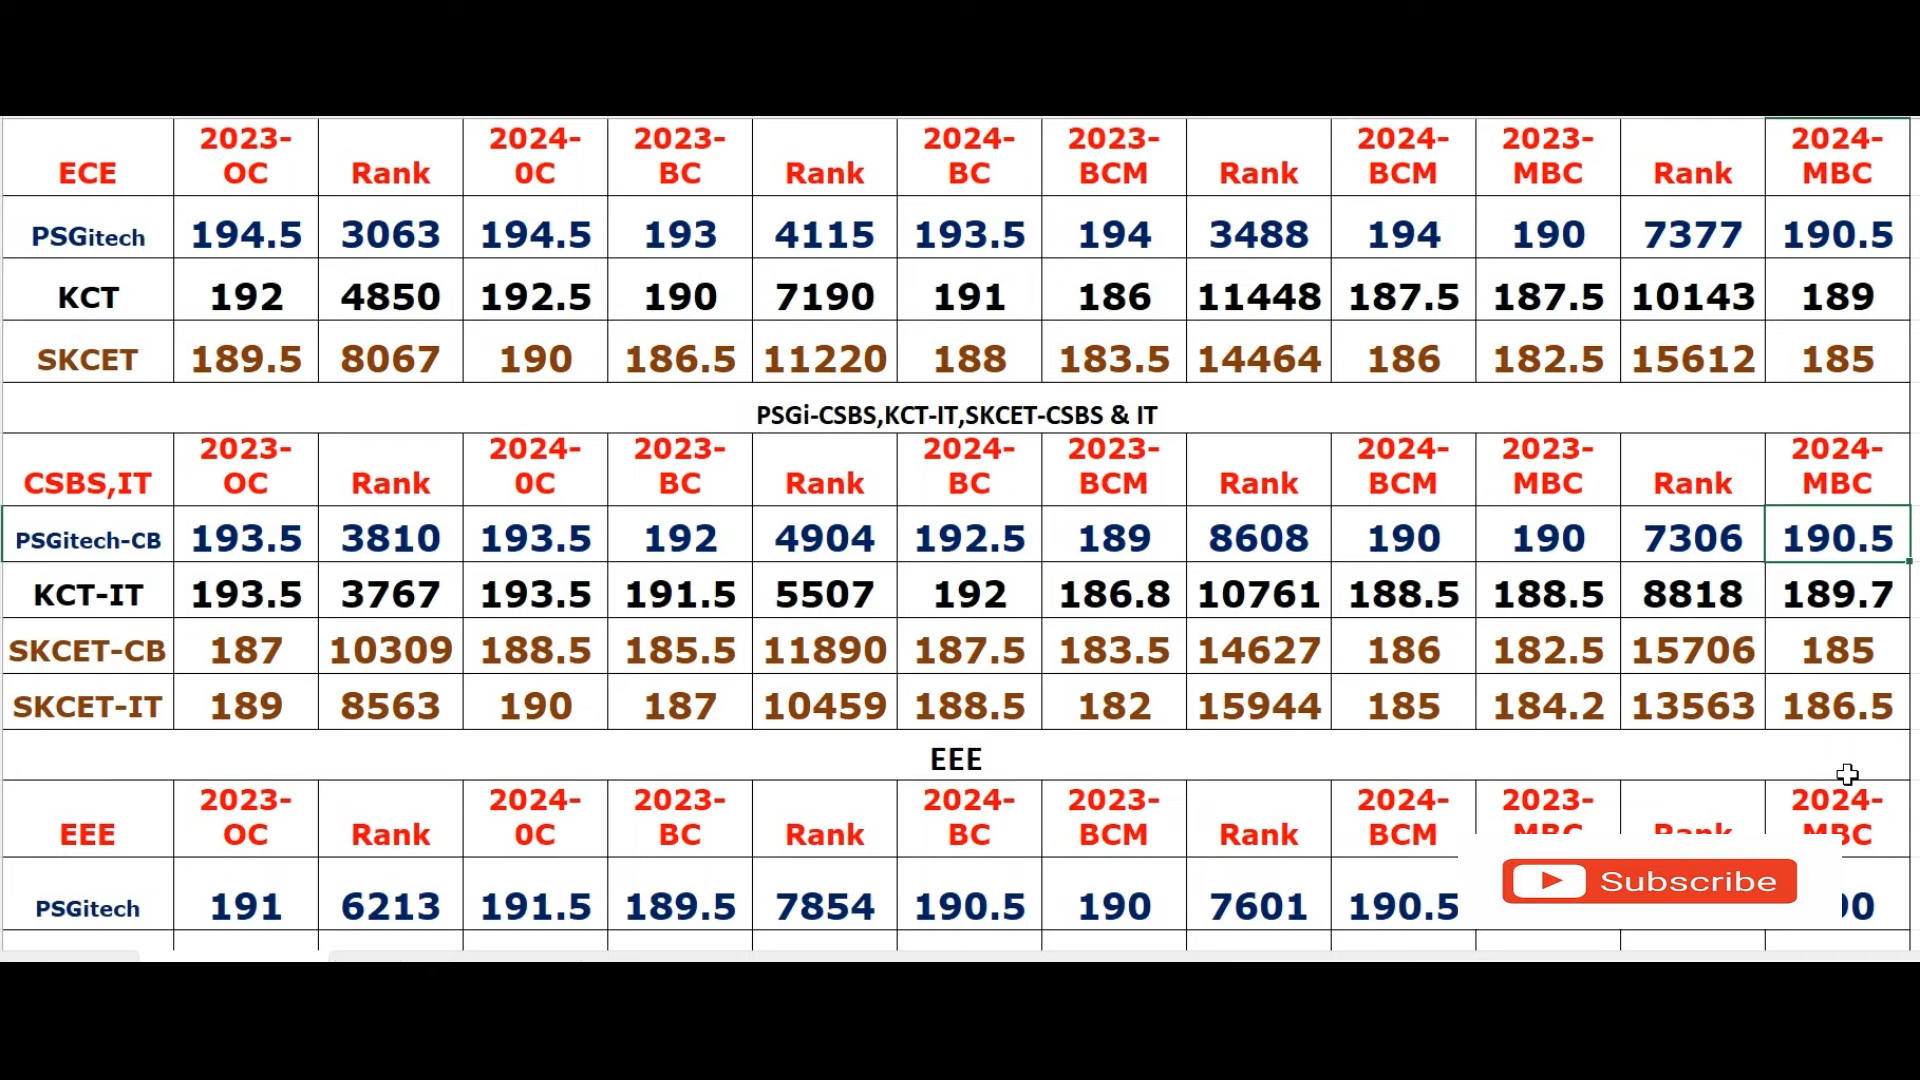 ECE 2023-OC Rank 2024-0C 2023-BC Rank 2024-BC 2023-BCM Rank 2024-BCM 2023-MBC Rank 2024-MBC
PSGitech 194.5 3063 194.5 193 4115 193.5 194 3488 194 190 7377 190.5
KCT 192 4850 192.5 190 7190 191 186 11448 187.5 187.5 10143 189
SKCET 189.5 8067 190 186.5 11220 188 183.5 14464 186 182.5 15612 185
PSGi-CSBS,KCT-IT,SKCET-CSBS & IT
CSBS,IT 2023-OC Rank 2024-0C 2023-BC Rank 2024-BC 2023-BCM Rank 2024-BCM 2023-MBC Rank 2024-MBC
PSGitech-CB 193.5 3810 193.5 192 4904 192.5 189 8608 190 190 7306 190.5
KCT-IT 193.5 3767 193.5 191.5 5507 192 186.8 10761 188.5 188.5 8818 189.7
SKCET-CB 187 10309 188.5 185.5 11890 187.5 183.5 14627 186 182.5 15706 185
SKCET-IT 189 8563 190 187 10459 188.5 182 15944 185 184.2 13563 186.5
EEE
EEE 2023-OC Rank 2024-0C 2023-BC Rank 2024-BC 2023-BCM Rank 2024-BCM 2023-MBC Rank 2024-MBC
PSGitech 191 6213 191.5 189.5 7854 190.5 190 7601 190.5
Subscribe